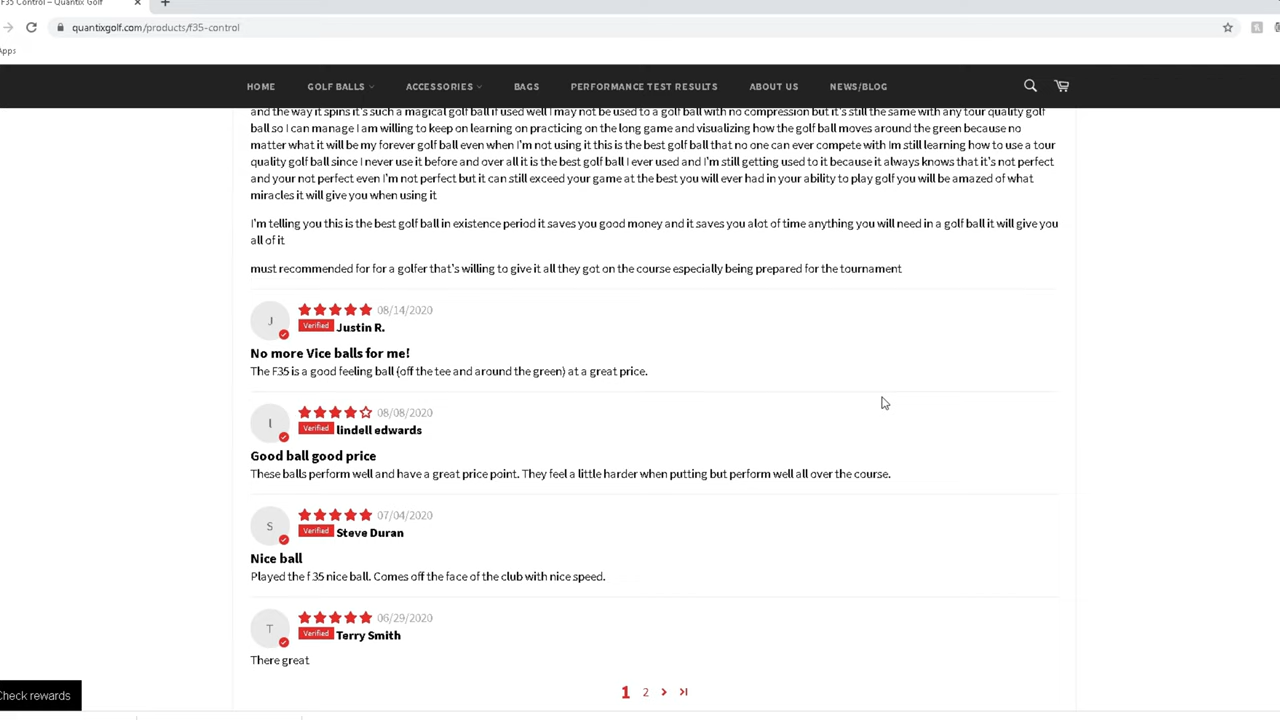 F35 Control – Quantix Golf
quantixgolf.com/products/f35-control
Apps
HOME GOLF BALLS ACCESSORIES BAGS PERFORMANCE TEST RESULTS ABOUT US NEWS/BLOG
and the way it spins it's such a magical golf ball if used well I may not be used to a golf ball with no compression but it's still the same with any tour quality golf
ball so I can manage I am willing to keep on learning on practicing on the long game and visualizing how the golf ball moves around the green because no
matter what it will be my forever golf ball even when I'm not using it this is the best golf ball that no one can ever compete with Im still learning how to use a tour
quality golf ball since I never use it before and over all it is the best golf ball I ever used and I'm still getting used to it because it always knows that it's not perfect
and your not perfect even I'm not perfect but it can still exceed your game at the best you will ever had in your ability to play golf you will be amazed of what
miracles it will give you when using it
I'm telling you this is the best golf ball in existence period it saves you good money and it saves you alot of time anything you will need in a golf ball it will give you
all of it
must recommended for for a golfer that's willing to give it all they got on the course especially being prepared for the tournament
J 08/14/2020
Verified Justin R.
No more Vice balls for me!
The F35 is a good feeling ball (off the tee and around the green) at a great price.
l 08/08/2020
Verified lindell edwards
Good ball good price
These balls perform well and have a great price point. They feel a little harder when putting but perform well all over the course.
S 07/04/2020
Verified Steve Duran
Nice ball
Played the f 35 nice ball. Comes off the face of the club with nice speed.
T 06/29/2020
Verified Terry Smith
There great
Check rewards
1 2